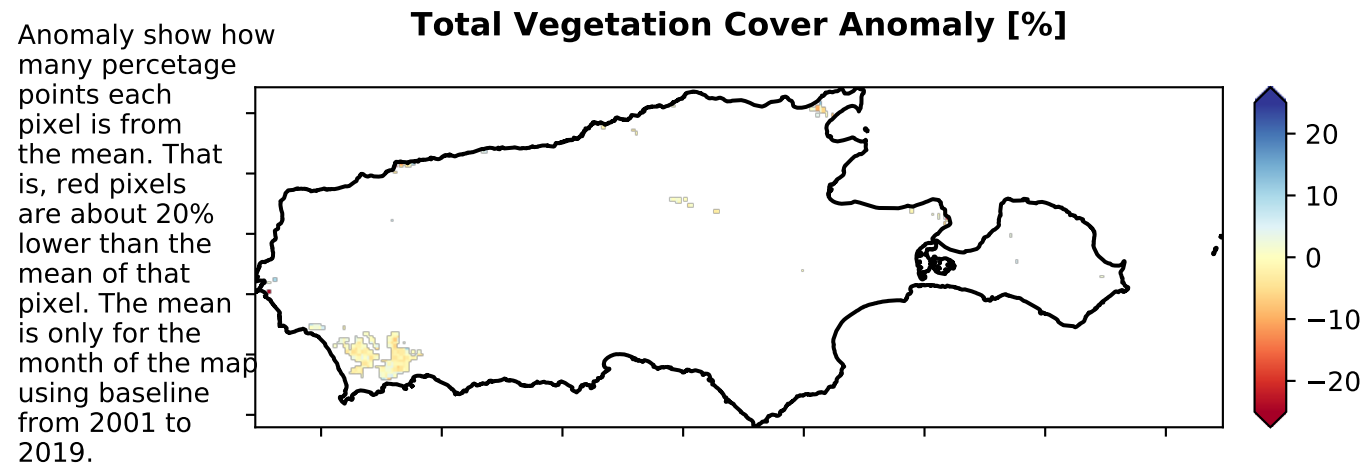 Total Vegetation Cover Anomaly [%]
Anomaly show how
many percetage
points each
pixel is from
the mean. That
is, red pixels
are about 20%
lower than the
mean of that
pixel. The mean
is only for the
month of the map
using baseline
from 2001 to
2019.
20
10
0
−10
−20